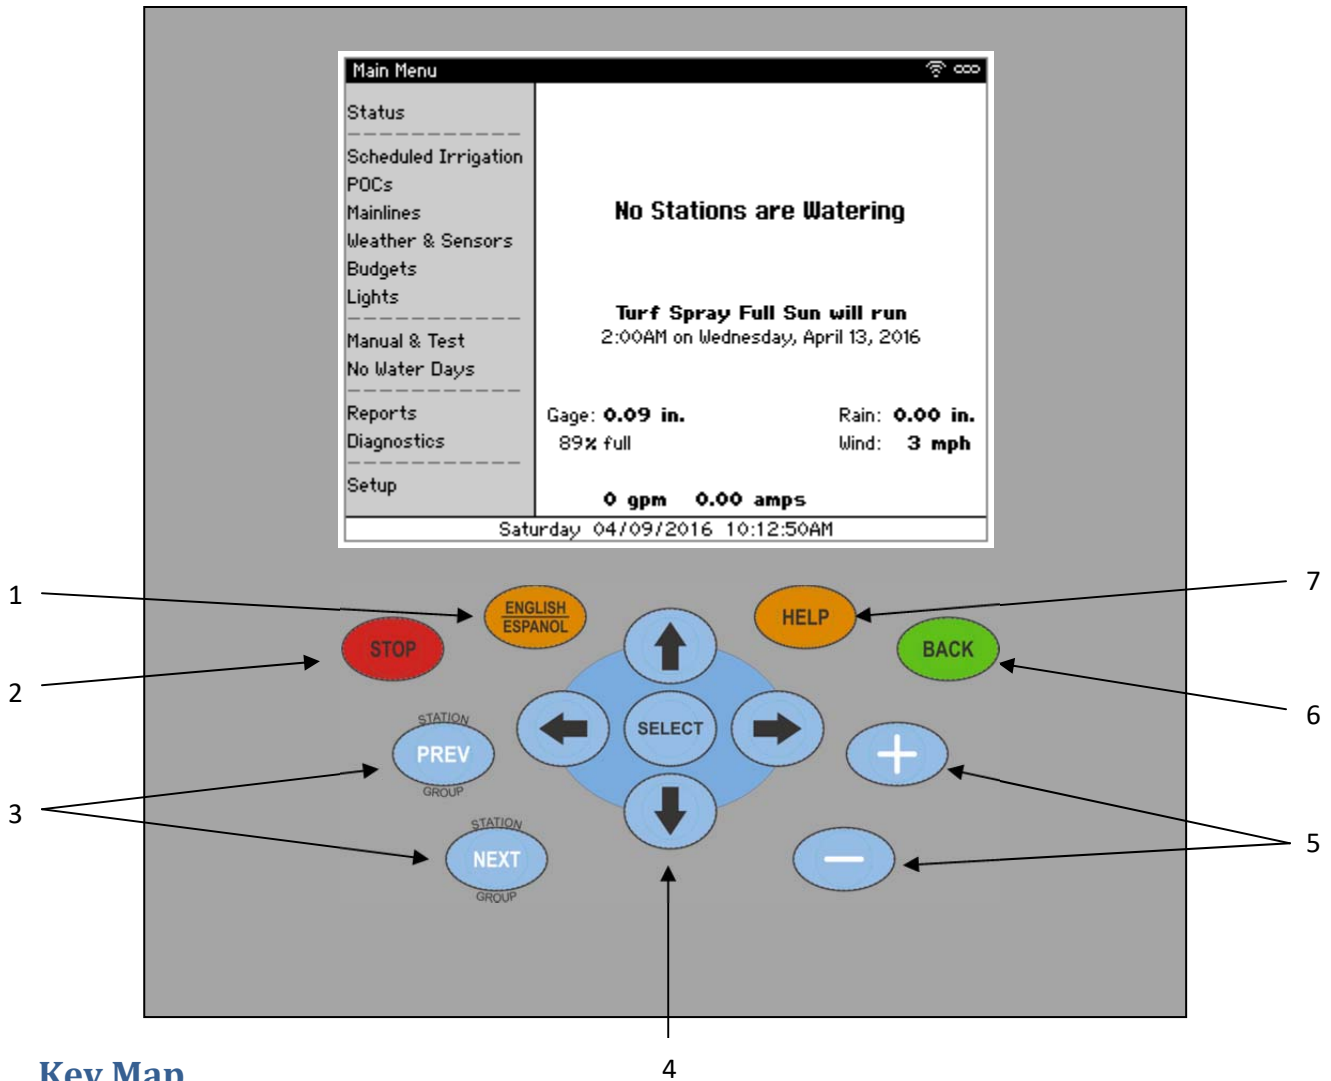 Main Menu
Status
Scheduled Irrigation
POCs
Mainlines
Weather & Sensors
Budgets
Lights
Manual & Test
No Water Days
Reports
Diagnostics
Setup
No Stations are Watering
Turf Spray Full Sun will run
2:00AM on Wednesday, April 13, 2016
Gage: 0.09 in. Rain: 0.00 in.
89% full Wind: 3 mph
0 gpm 0.00 amps
Saturday 04/09/2016 10:12:50AM
1
7
ENGLISH
ESPANOL
HELP
STOP
BACK
2
6
STATION
PREV
GROUP
SELECT
3
5
STATION
NEXT
GROUP
4
Key Map